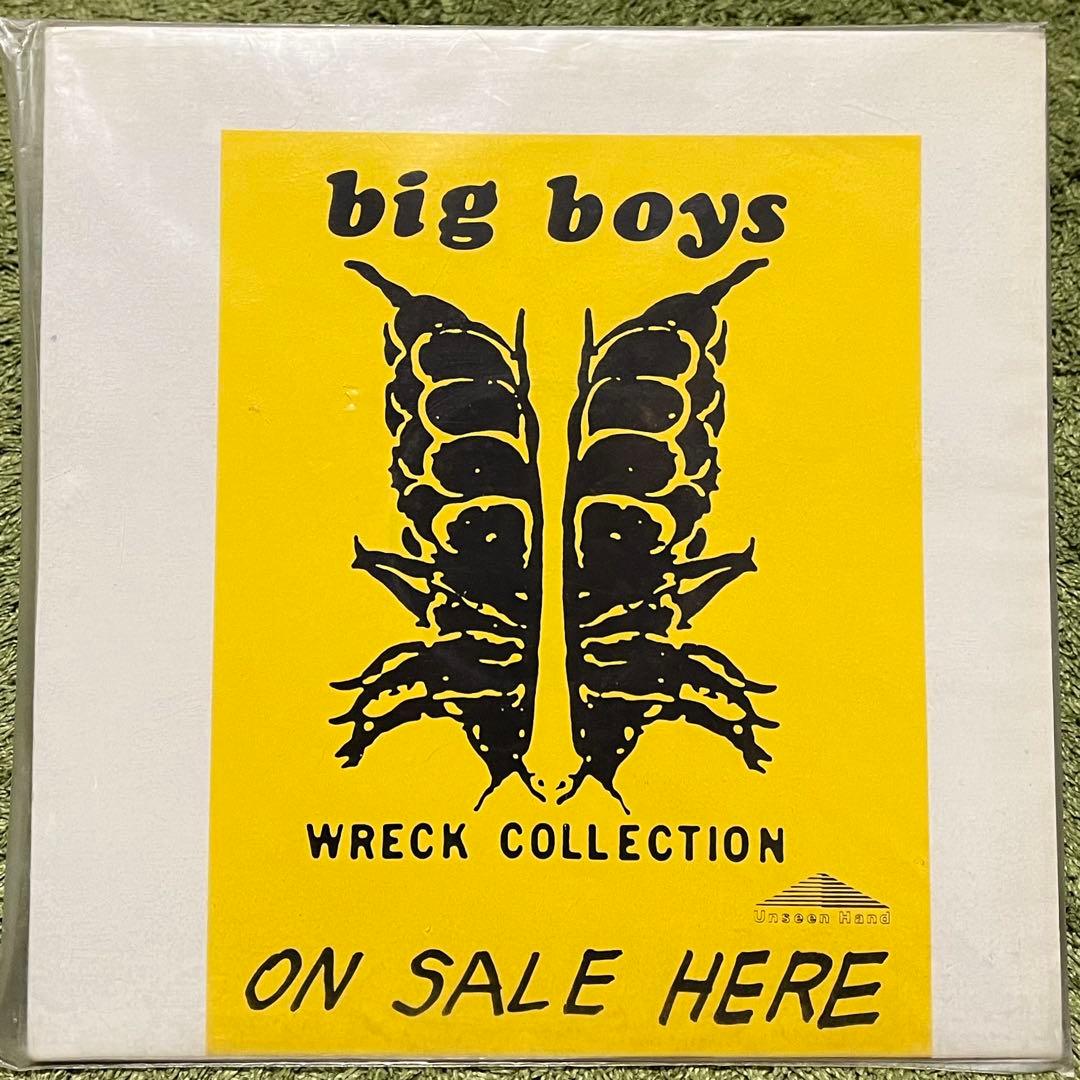 big boys
WRECK COLLECTION
Unseen Hand
ON SALE HERE